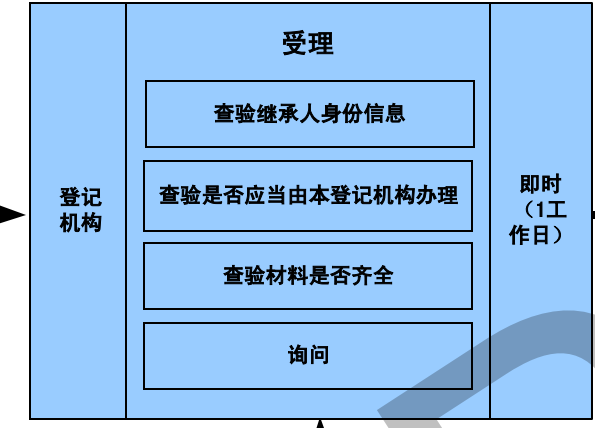 受理
查验继承人身份信息
登记
机构
查验是否应当由本登记机构办理
即时
（1工
作日）
查验材料是否齐全
询问